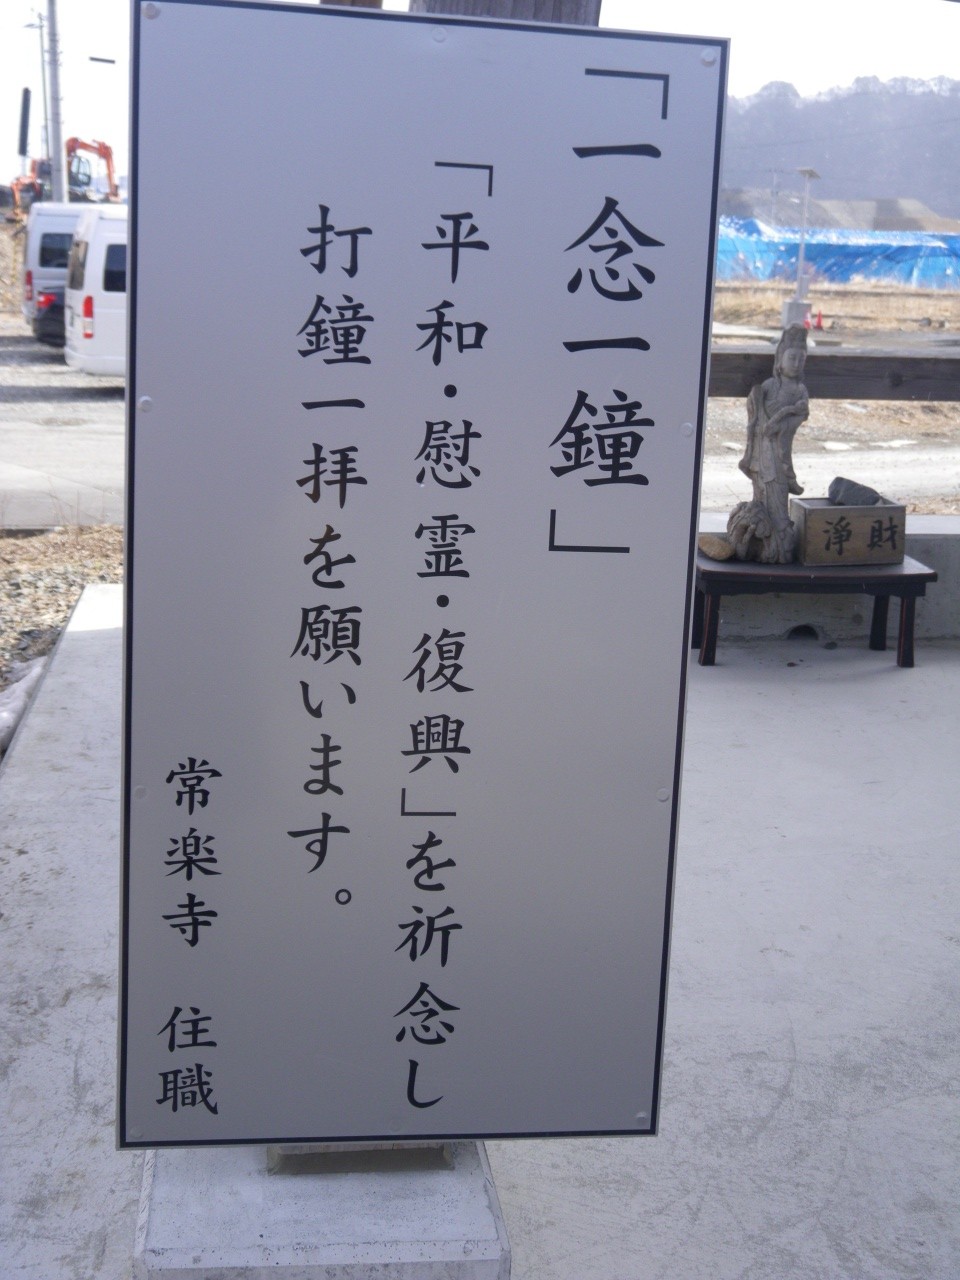 「一念一鐘」
「平和・慰霊・復興」を祈念し
打鐘一拝を願います。
常楽寺 住職
浄財